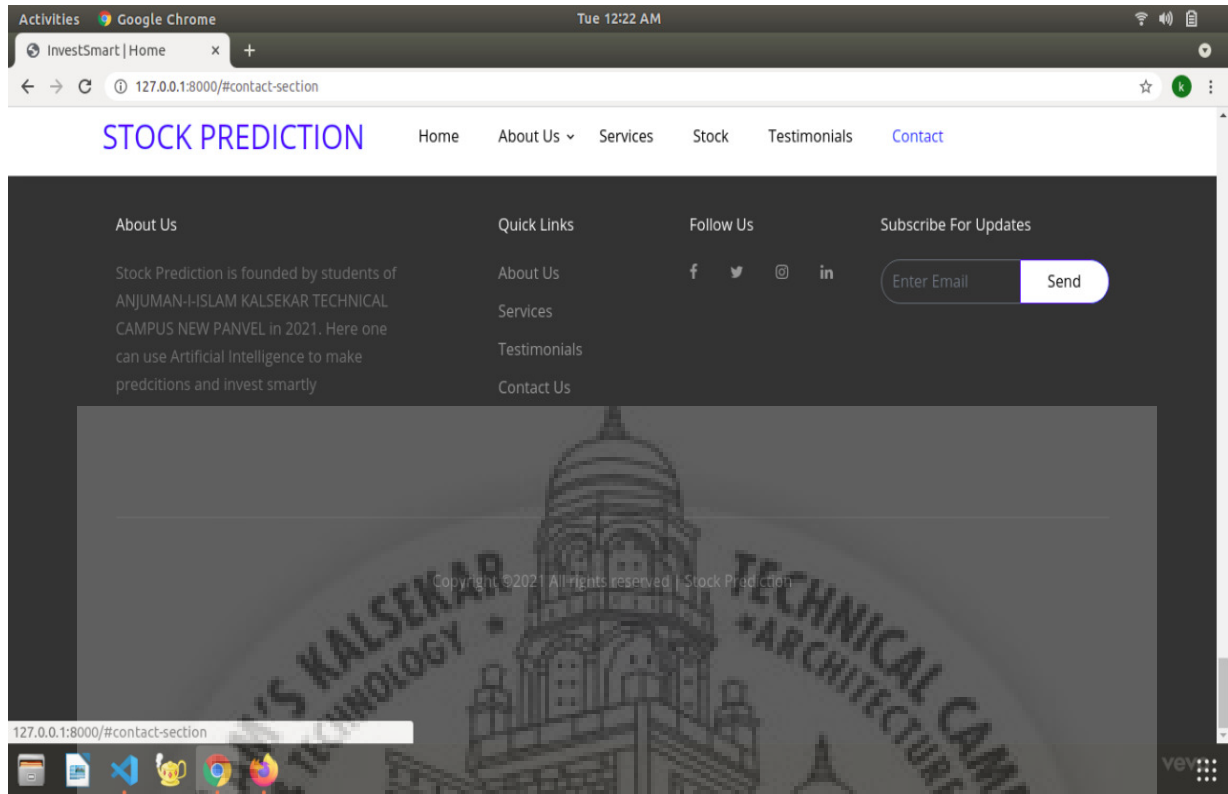 Activities Google Chrome Tue 12:22 AM
InvestSmart | Home × +
127.0.0.1:8000/#contact-section k
STOCK PREDICTION Home About Us Services Stock Testimonials Contact
About Us
Stock Prediction is founded by students of
ANJUMAN-I-ISLAM KALSEKAR TECHNICAL
CAMPUS NEW PANVEL in 2021. Here one
can use Artificial Intelligence to make
predcitions and invest smartly
Quick Links
About Us
Services
Testimonials
Contact Us
Follow Us
Subscribe For Updates
Enter Email Send
Copyright ©2021 All rights reserved | Stock Prediction
KALSEKAR TECHNICAL
TECHNOLOGY * * ARCHITECTURE
127.0.0.1:8000/#contact-section